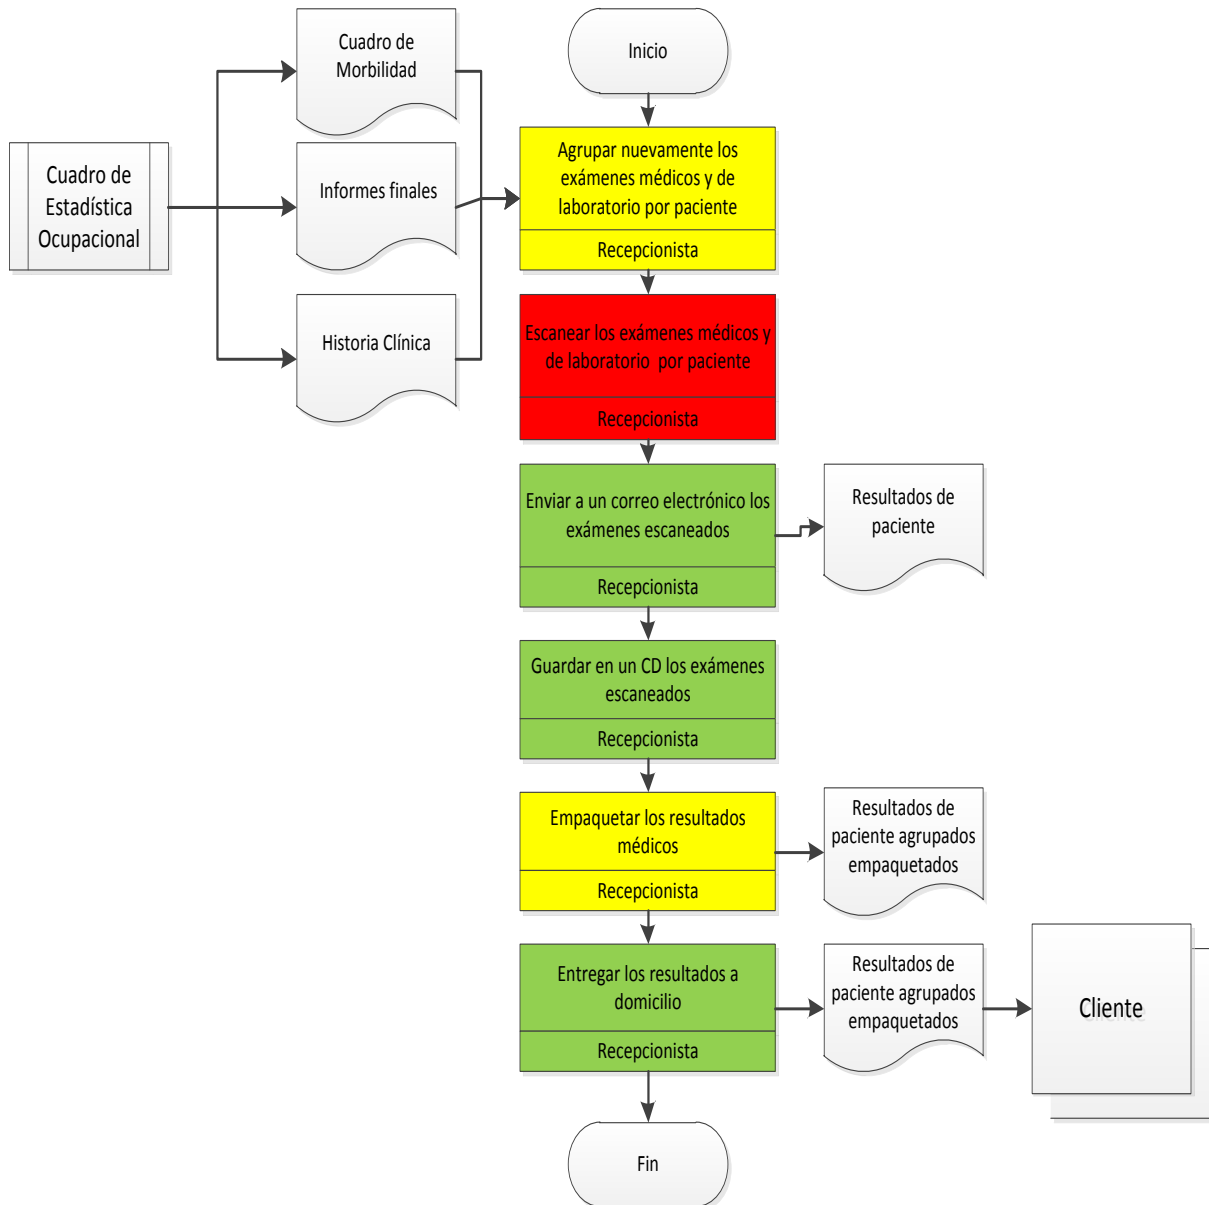 Cuadro de
Morbilidad
Inicio
Cuadro de
Estadística
Ocupacional
Informes finales
Agrupar nuevamente los
exámenes médicos y de
laboratorio por paciente
Recepcionista
Historia Clínica
Escanear los exámenes médicos y
de laboratorio por paciente
Recepcionista
Enviar a un correo electrónico los
exámenes escaneados
Recepcionista
Resultados de
paciente
Guardar en un CD los exámenes
escaneados
Recepcionista
Empaquetar los resultados
médicos
Recepcionista
Resultados de
paciente agrupados
empaquetados
Entregar los resultados a
domicilio
Recepcionista
Resultados de
paciente agrupados
empaquetados
Cliente
Fin